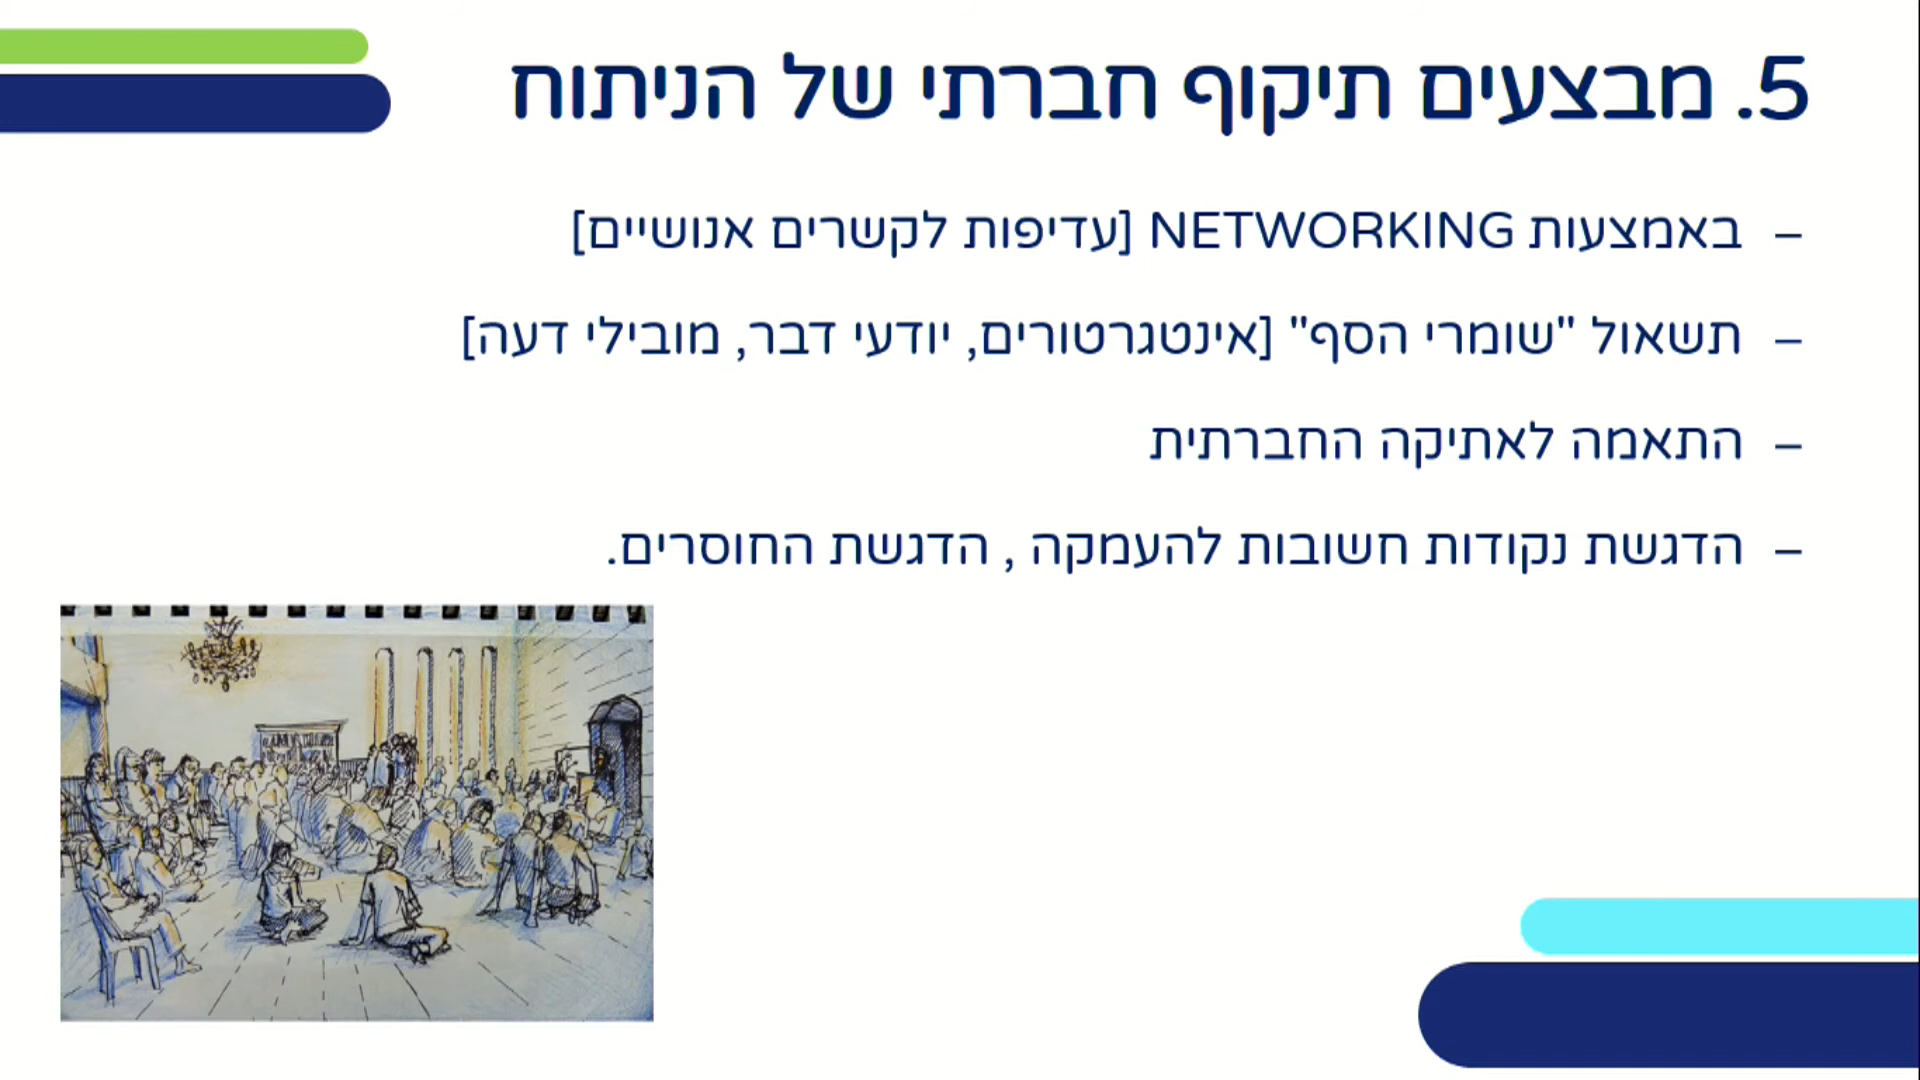 5. מבצעים תיקוף חברתי של הניתוח
– באמצעות NETWORKING [עדיפות לקשרים אנושיים]
– תשאול "שומרי הסף" [אינטגרטורים, יודעי דבר, מובילי דעה]
– התאמה לאתיקה החברתית
– הדגשת נקודות חשובות להעמקה , הדגשת החוסרים.